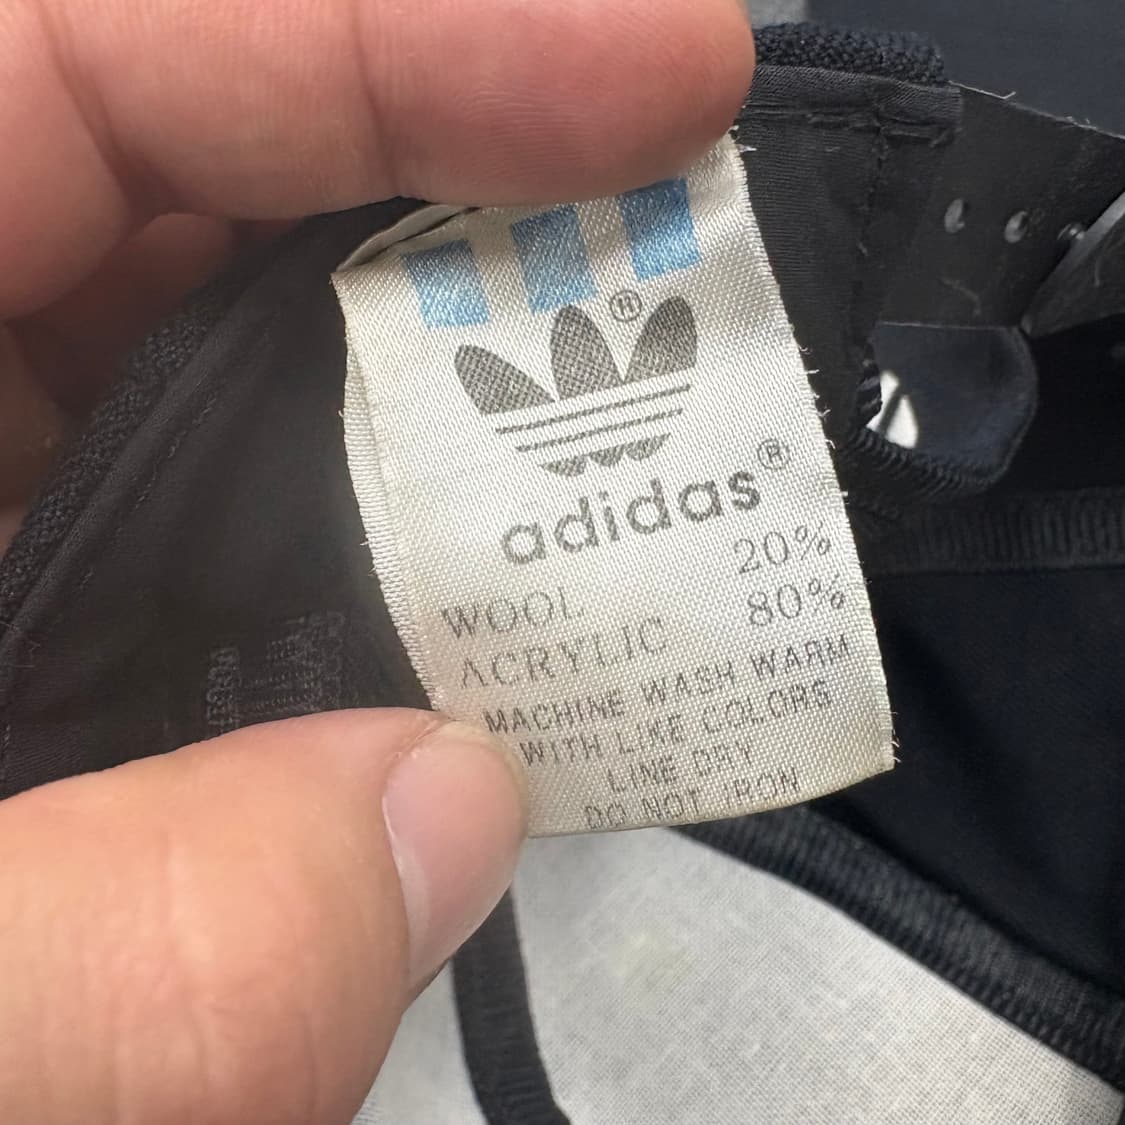 ®
adidas®
WOOL 20%
ACRYLIC 80%
MACHINE WASH WARM
WITH LIKE COLORS
LINE DRY
DO NOT IRON